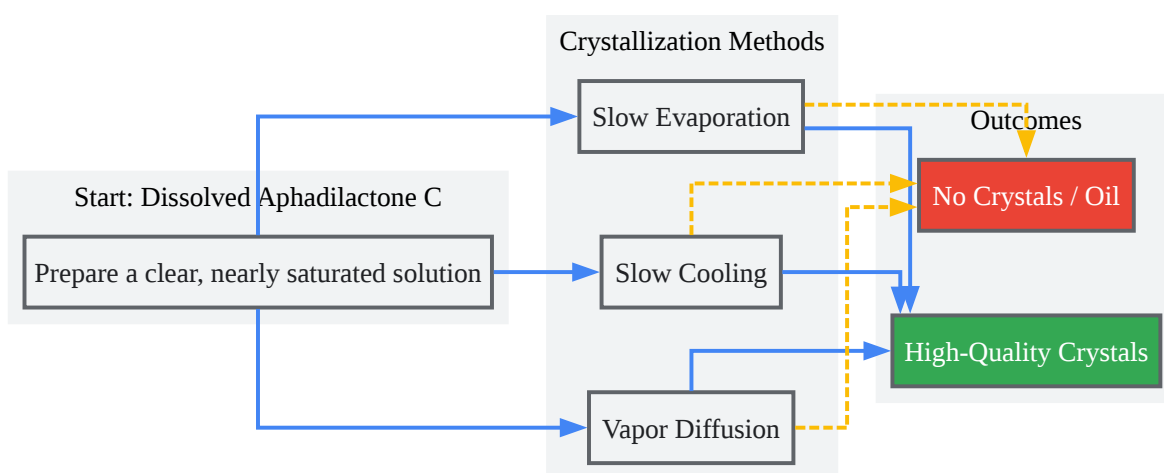 Crystallization Methods
Slow Evaporation
Outcomes
Start: Dissolved Aphadilactone C
No Crystals / Oil
Prepare a clear, nearly saturated solution
Slow Cooling
High-Quality Crystals
Vapor Diffusion